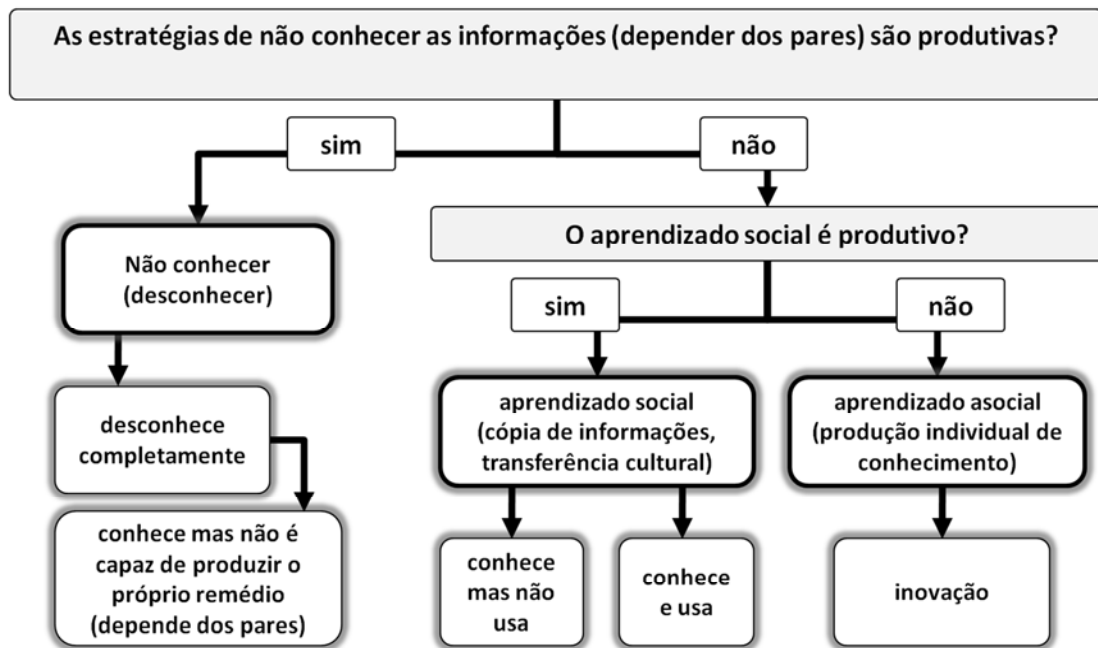 As estratégias de não conhecer as informações (depender dos pares) são produtivas?
sim
não
O aprendizado social é produtivo?
Não conhecer
(desconhecer)
sim
não
desconhece
completamente
aprendizado social
(cópia de informações,
transferência cultural)
aprendizado asocial
(produção individual de
conhecimento)
conhece mas não é
capaz de produzir o
próprio remédio
(depende dos pares)
conhece
mas não
usa
conhece
e usa
inovação